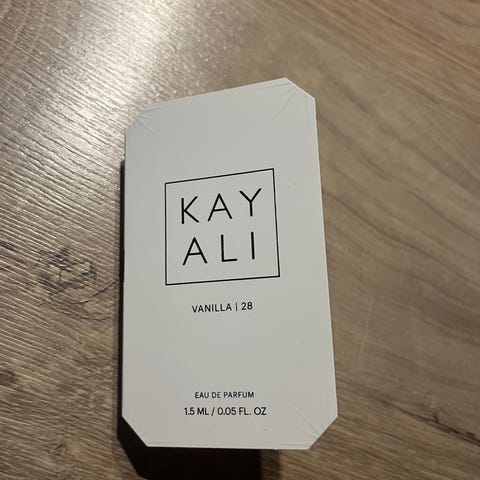 KAY
ALI
VANILLA | 28
EAU DE PARFUM
1.5 ML / 0.05 FL. OZ